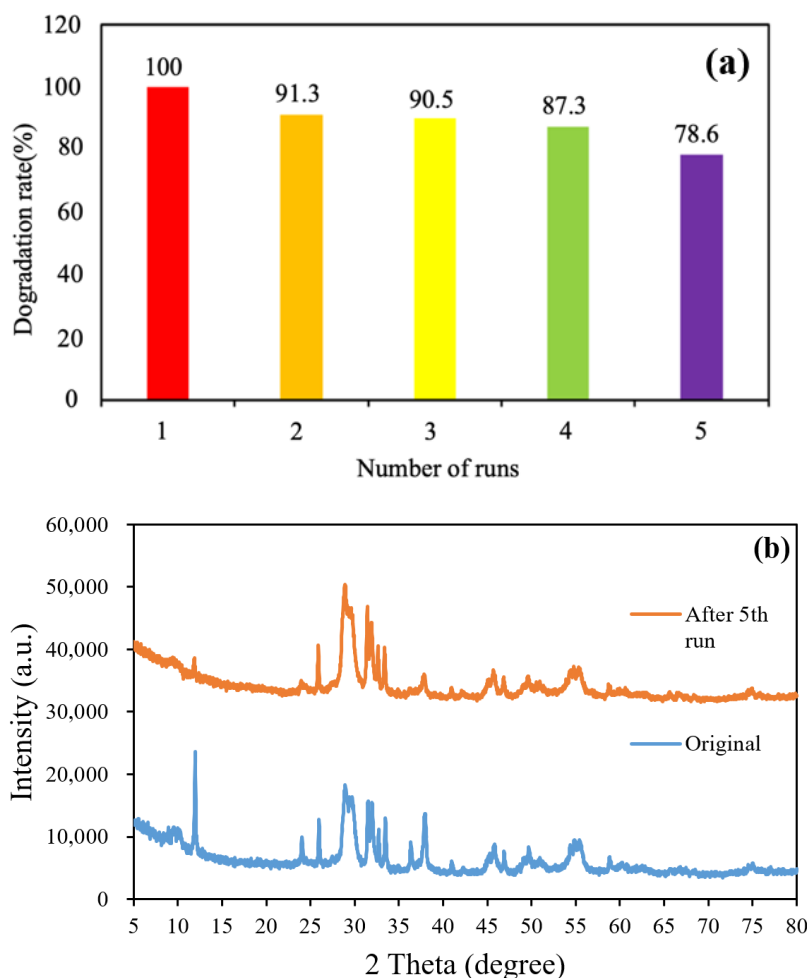 (a)
120
100
80
60
40
20
0
100
91.3
90.5
87.3
78.6
Dogradation rate(%)
1 2 3 4 5
Number of runs
(b)
60,000
50,000
40,000
30,000
20,000
10,000
0
Intensity (a.u.)
After 5th
run
Original
5 10 15 20 25 30 35 40 45 50 55 60 65 70 75 80
2 Theta (degree)